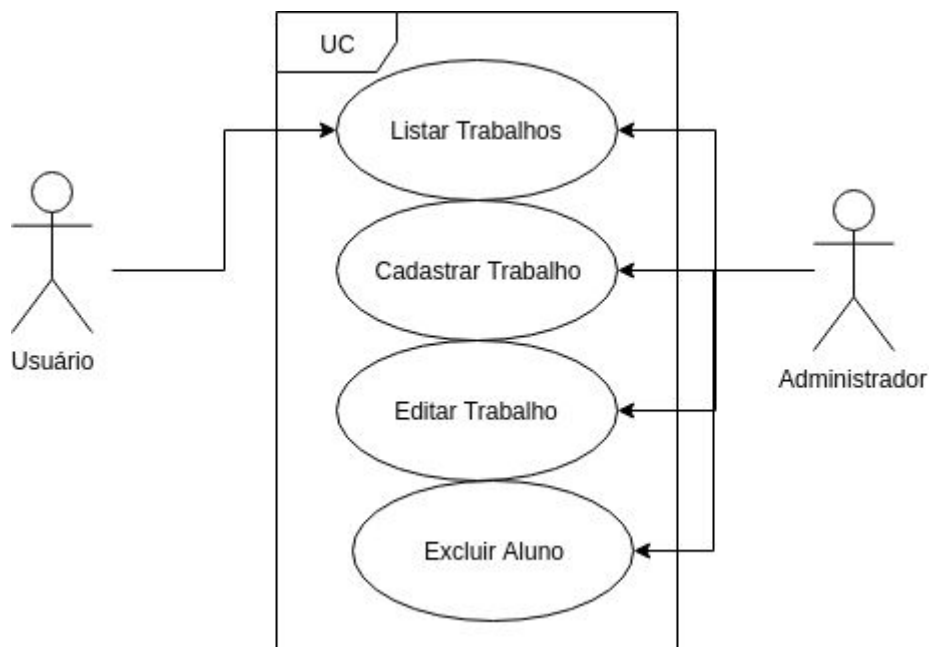 UC
Listar Trabalhos
Cadastrar Trabalho
Usuário
Administrador
Editar Trabalho
Excluir Aluno